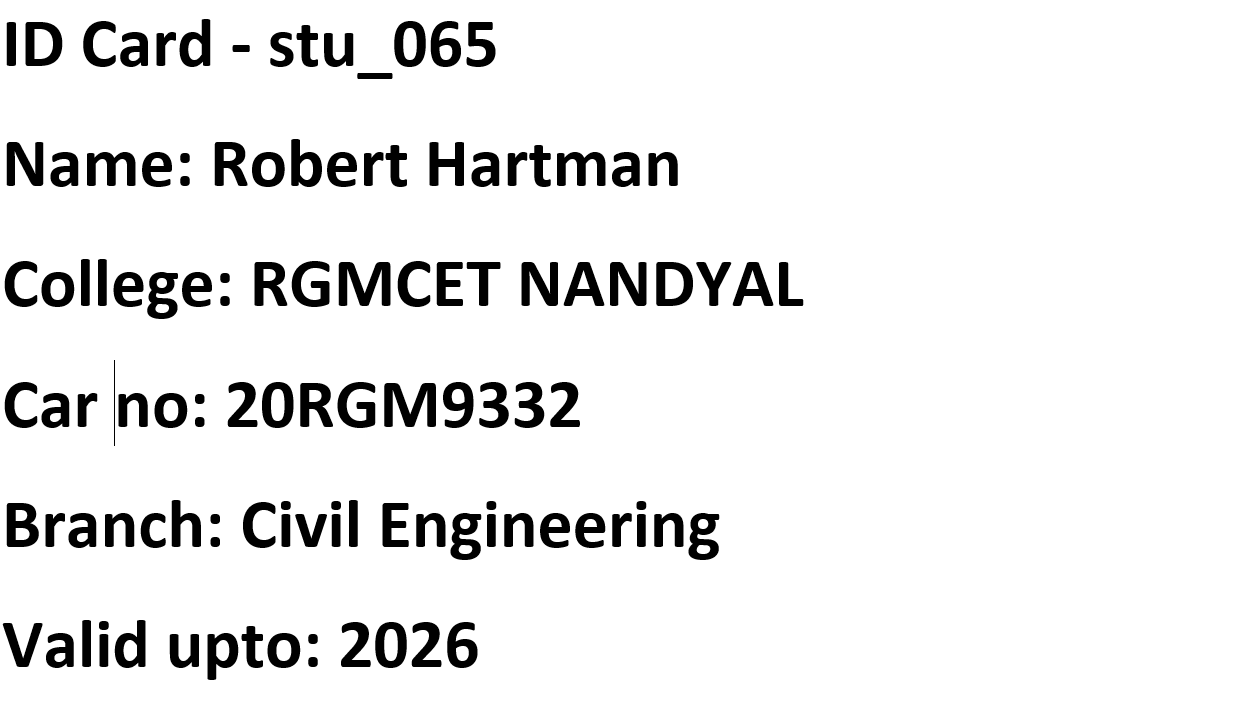 ID Card - stu_065
Name: Robert Hartman
College: RGMCET NANDYAL
Car no: 20RGM9332
Branch: Civil Engineering
Valid upto: 2026